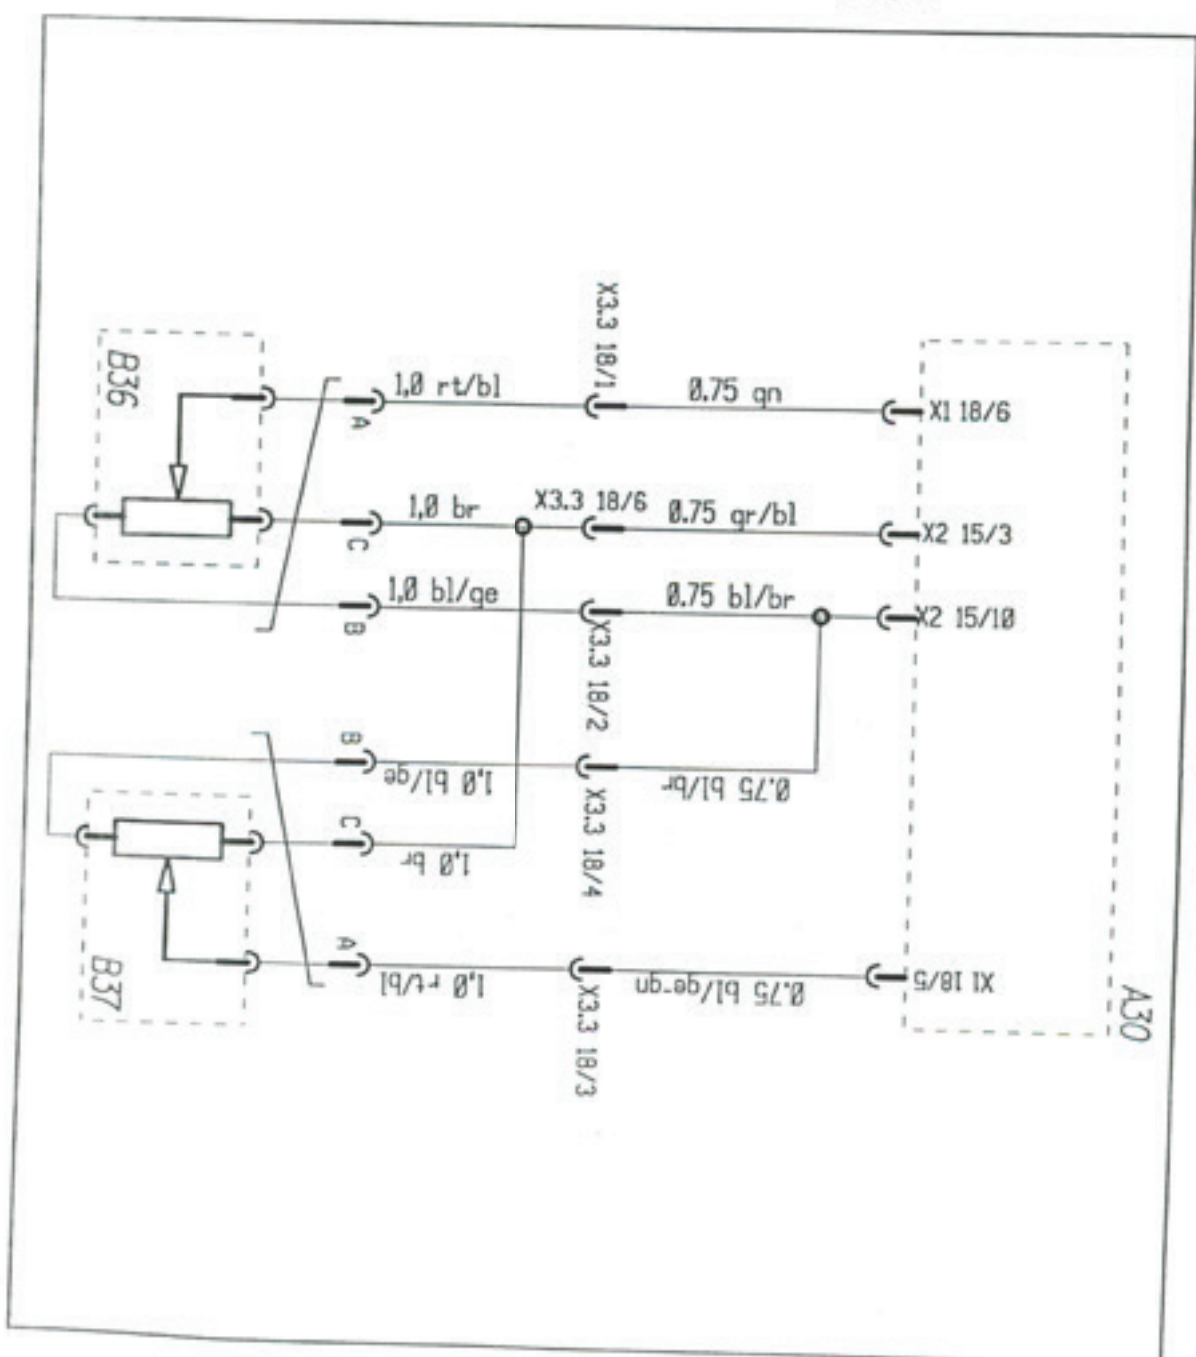 X3.3 18/1
B36
1,0 rt/bl
0.75 gn
X1 18/6
A
1,0 br
X3.3 18/6
0.75 gr/bl
X2 15/3
C
1,0 bl/ge
0.75 bl/br
X2 15/10
B
X3.3 18/2
B
1,0 bl/ge
0.75 bl/br
X3.3 18/4
C
1,0 br
A
B37
1,0 rt/bl
0.75 bl/ge-gn
X1 18/5
X3.3 18/3
A30